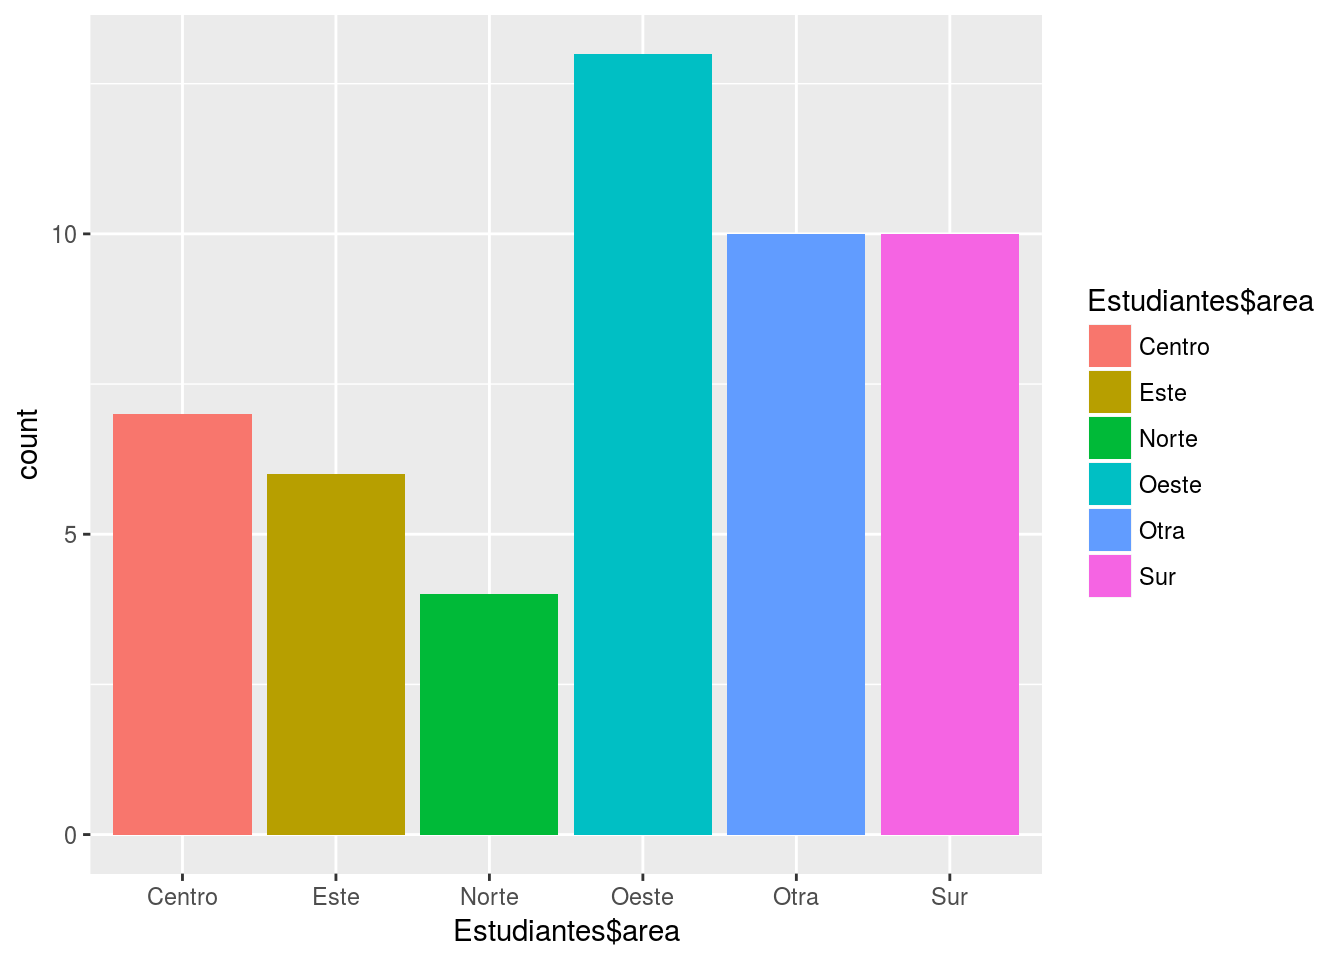 count
10
5
0
Centro
Este
Norte
Oeste
Otra
Sur
Estudiantes$area
Estudiantes$area
Centro
Este
Norte
Oeste
Otra
Sur